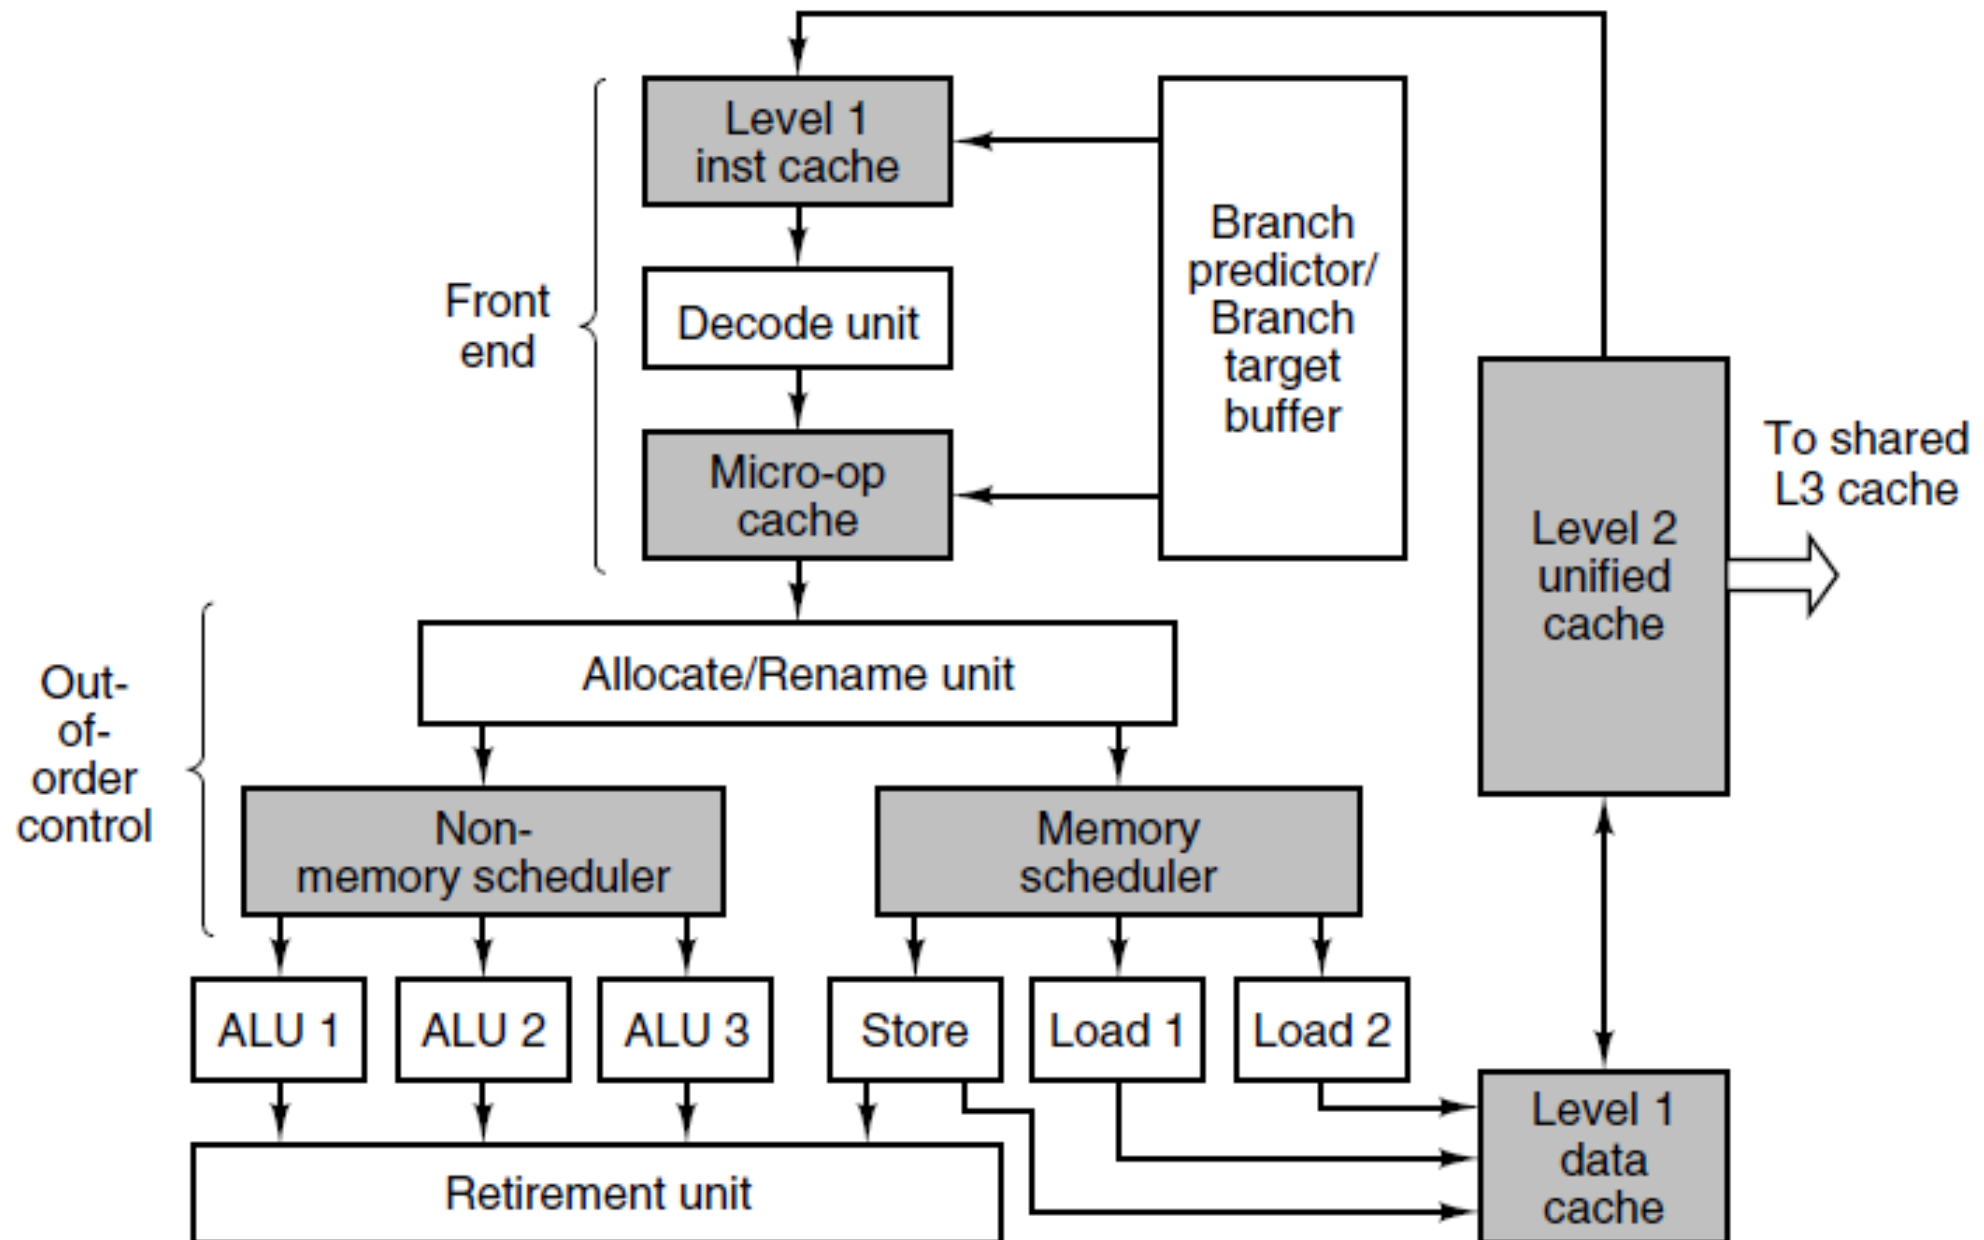 Level 1
inst cache
Branch
predictor/
Branch
target
buffer
Front
end
Decode unit
Micro-op
cache
To shared
L3 cache
Level 2
unified
cache
Allocate/Rename unit
Out-
of-
order
control
Non-
memory scheduler
Memory
scheduler
ALU 1
ALU 2
ALU 3
Store
Load 1
Load 2
Retirement unit
Level 1
data
cache